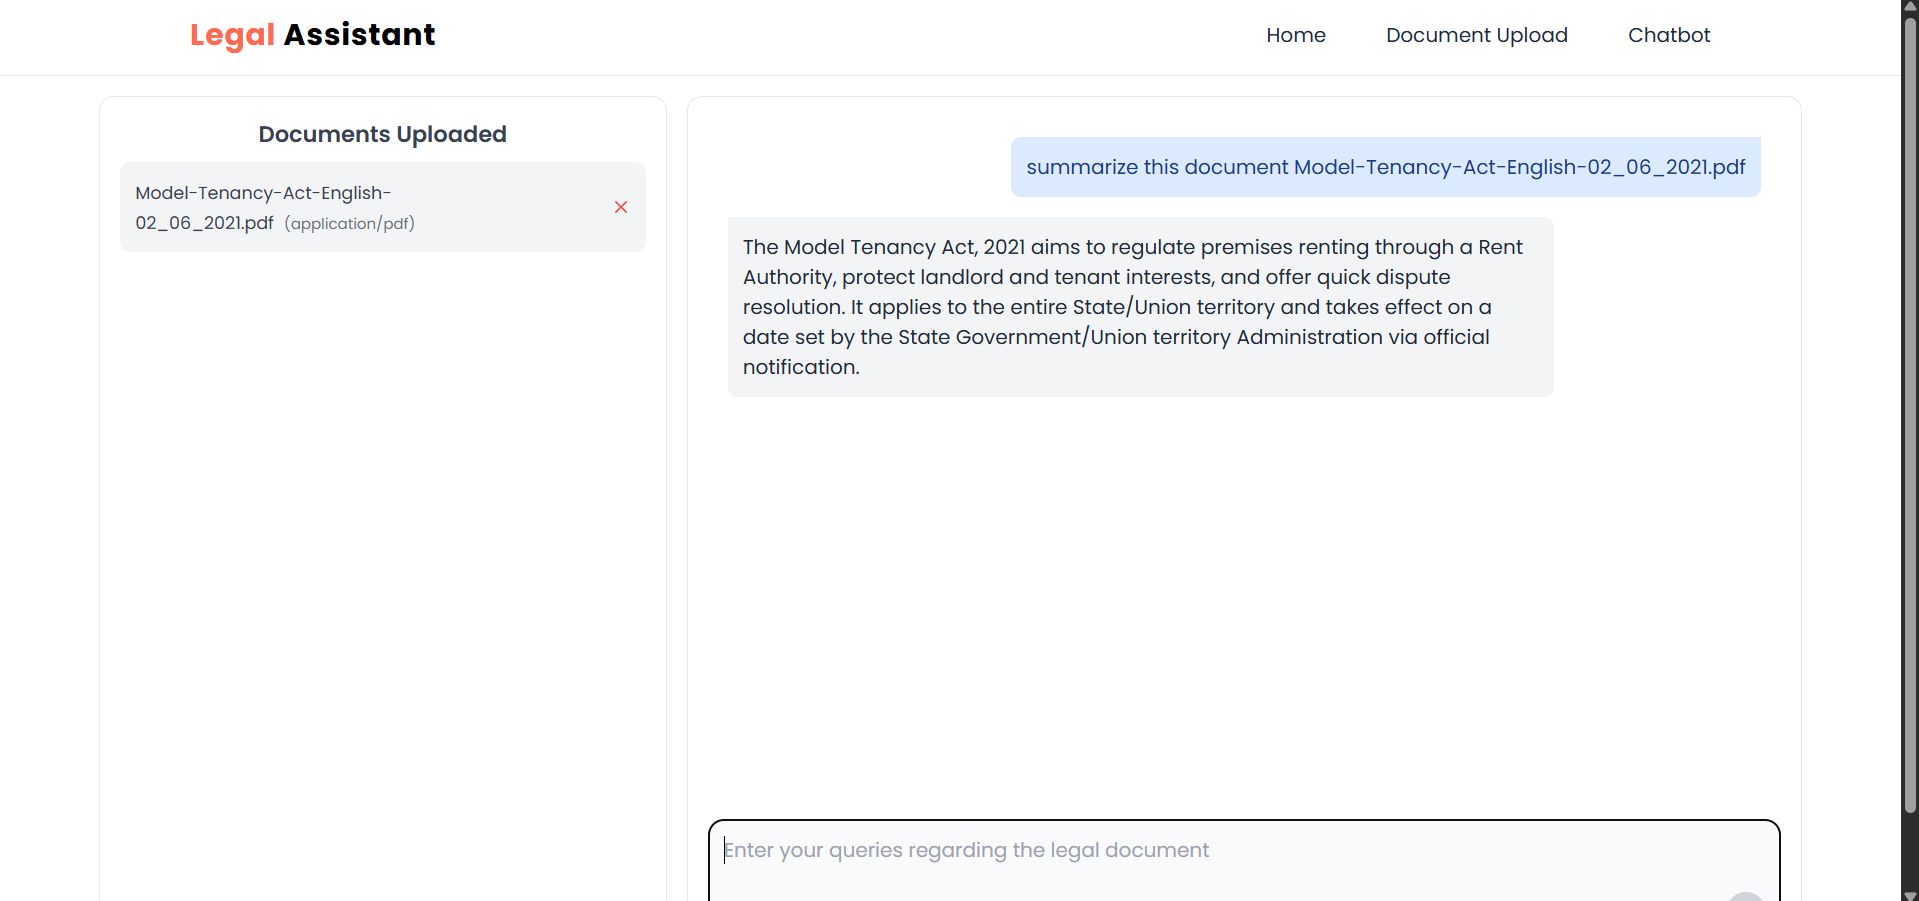 Legal Assistant
Home
Document Upload
Chatbot
Documents Uploaded
Model-Tenancy-Act-English-
02_06_2021.pdf (application/pdf)
summarize this document Model-Tenancy-Act-English-02_06_2021.pdf
The Model Tenancy Act, 2021 aims to regulate premises renting through a Rent
Authority, protect landlord and tenant interests, and offer quick dispute
resolution. It applies to the entire State/Union territory and takes effect on a
date set by the State Government/Union territory Administration via official
notification.
Enter your queries regarding the legal document